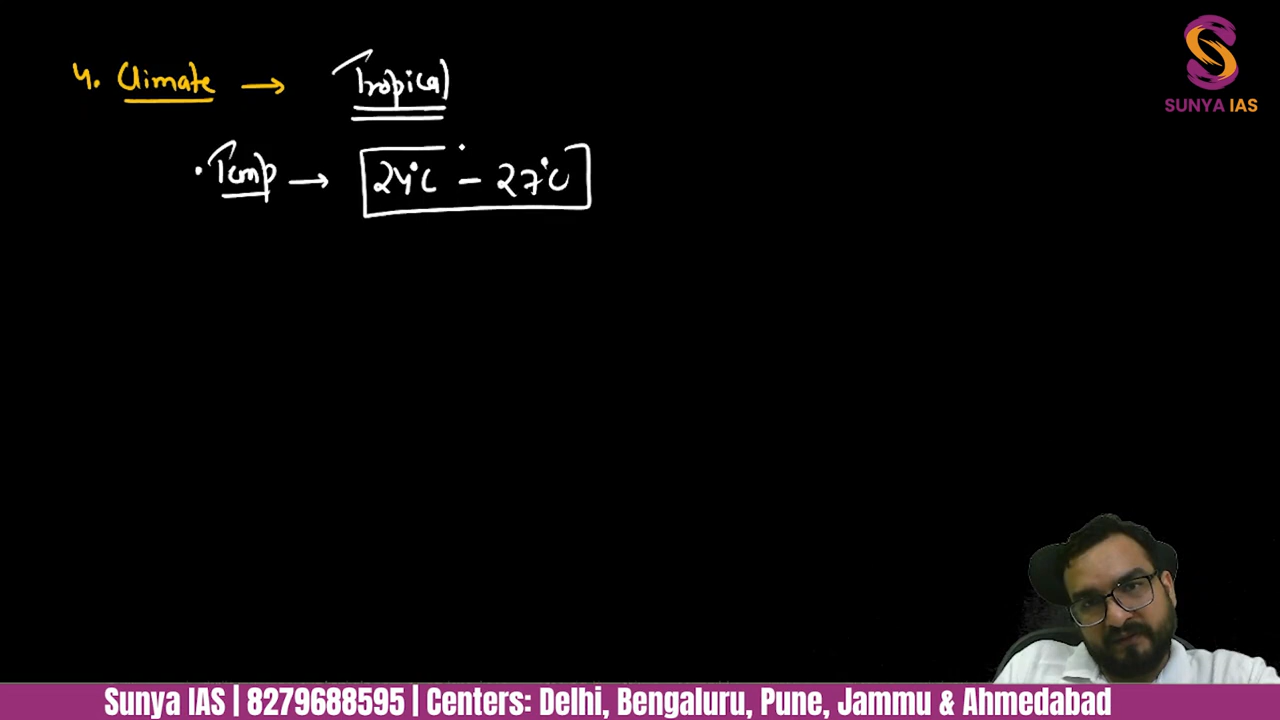 4. Climate → Tropical
• Temp → 24°C - 27°C
SUNYA IAS
Sunya IAS | 8279688595 | Centers: Delhi, Bengaluru, Pune, Jammu & Ahmedabad